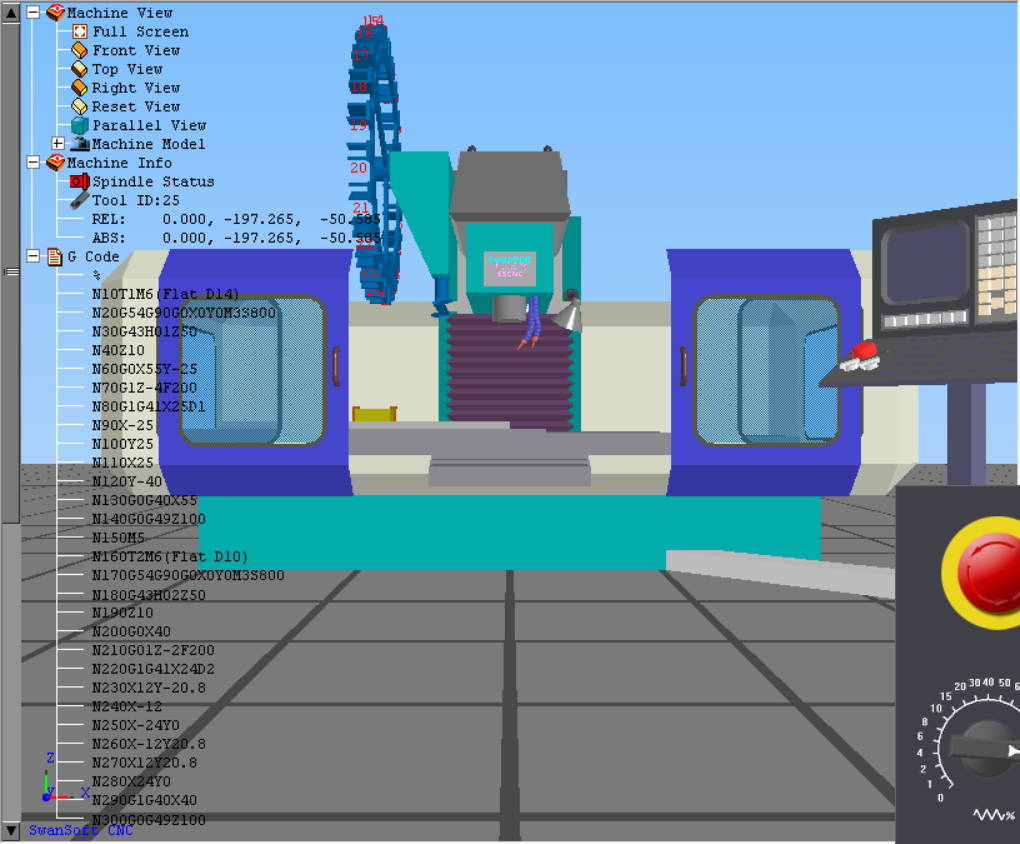 Machine View
Full Screen
Front View
Top View
Right View
Reset View
Parallel View
Machine Model
Machine Info
Spindle Status
Tool ID:25
REL: 0.000, -197.265, -50.585
ABS: 0.000, -197.265, -50.585
G Code
%
N10T1M6(Flat D14)
N20G54G90G0X0Y0M3S800
N30G43H01Z50
N40Z10
N60G0X55Y-25
N70G1Z-4F200
N80G1G41X25D1
N90X-25
N100Y25
N110X25
N120Y-40
N130G0G40X55
N140G0G49Z100
N150M5
N160T2M6(Flat D10)
N170G54G90G0X0Y0M3S800
N180G43H02Z50
N190Z10
N200G0X40
N210G01Z-2F200
N220G1G41X24D2
N230X12Y-20.8
N240X-12
N250X-24Y0
N260X-12Y20.8
N270X12Y20.8
N280X24Y0
N290G1G40X40
N300G0G49Z100
Z
Y
X
SwanSoft CNC
16
17
18
19
20
21
SwanSoft
SSCNC
0
1
2
4
6
8
10
15
20
30
40
50
%